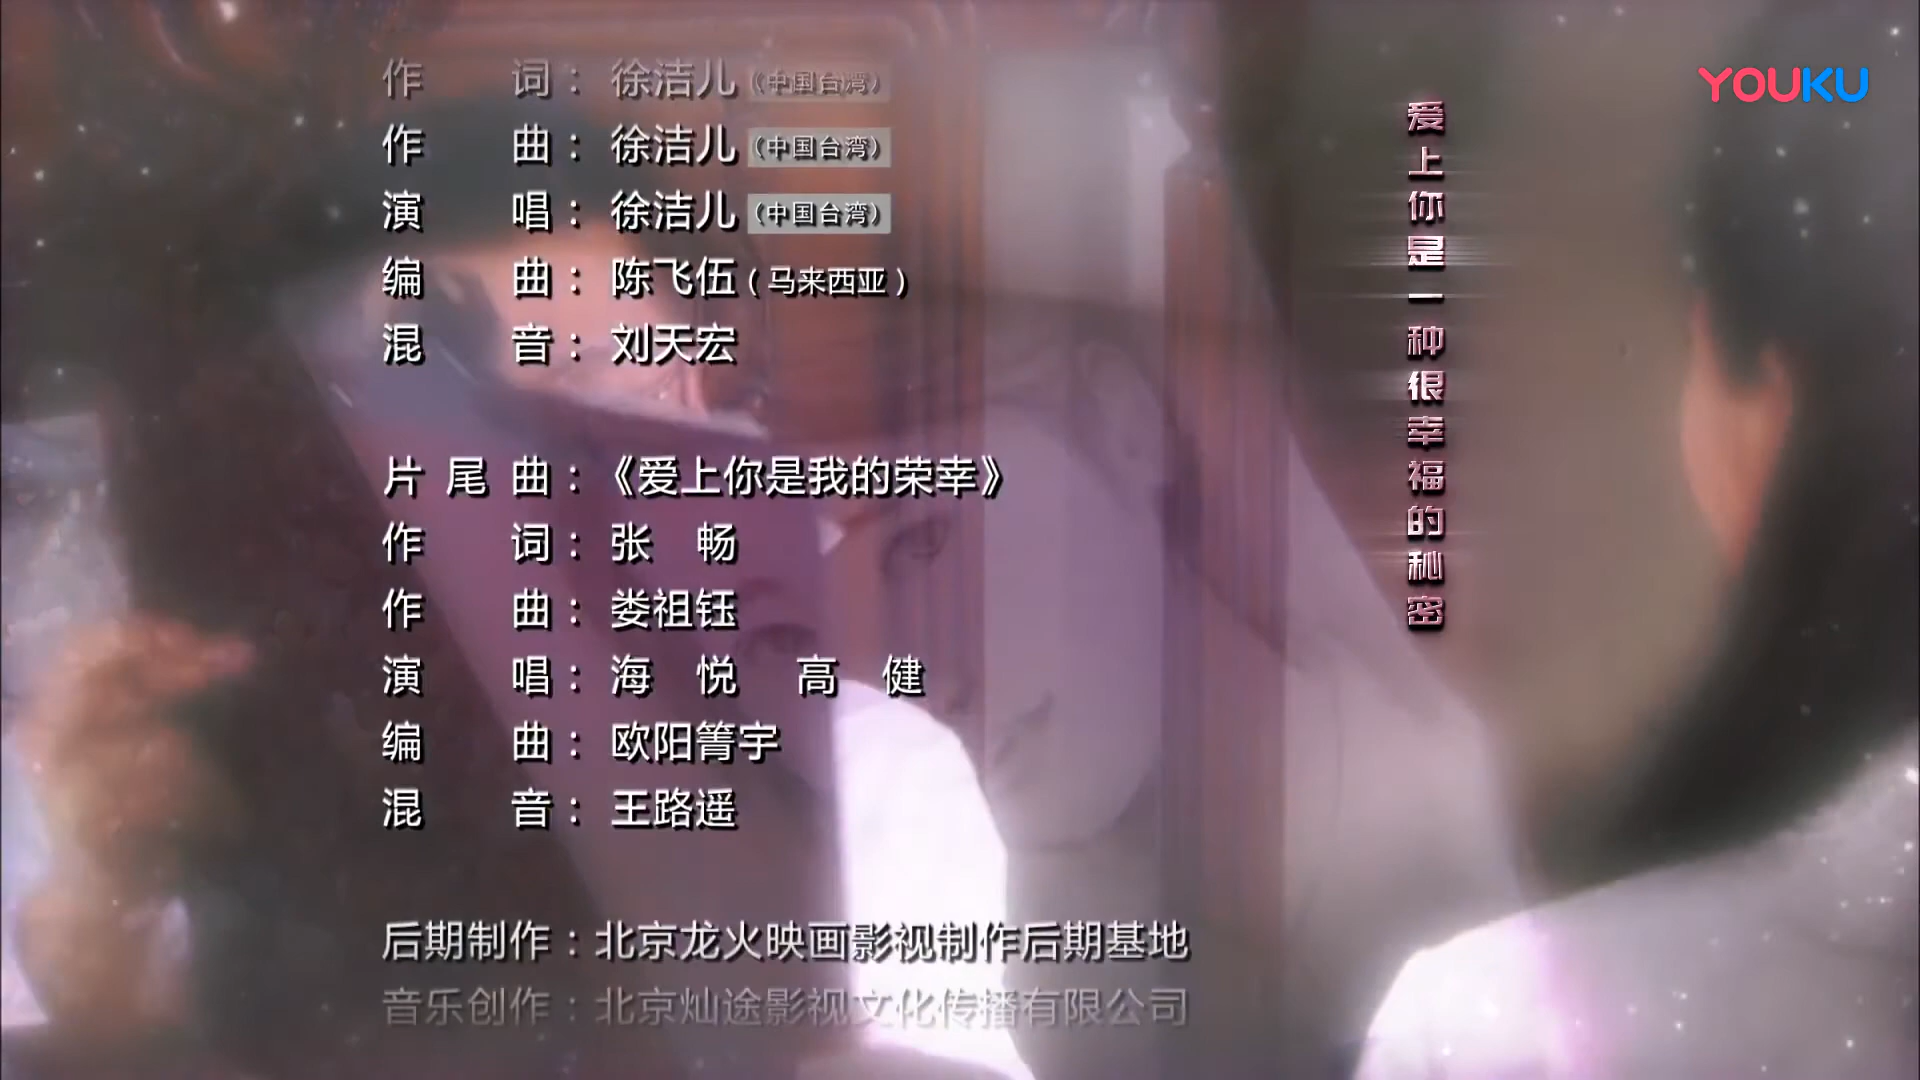 作词：徐洁儿（中国台湾）
作曲：徐洁儿（中国台湾）
演唱：徐洁儿（中国台湾）
编曲：陈飞伍（马来西亚）
混音：刘天宏
片尾曲：《爱上你是我的荣幸》
作词：张畅
作曲：娄祖钰
演唱：海悦 高健
编曲：欧阳箐宇
混音：王路遥
后期制作：北京龙火映画影视制作后期基地
音乐创作：北京灿途影视文化传播有限公司
爱上你是一种很幸福的秘密
YOUKU